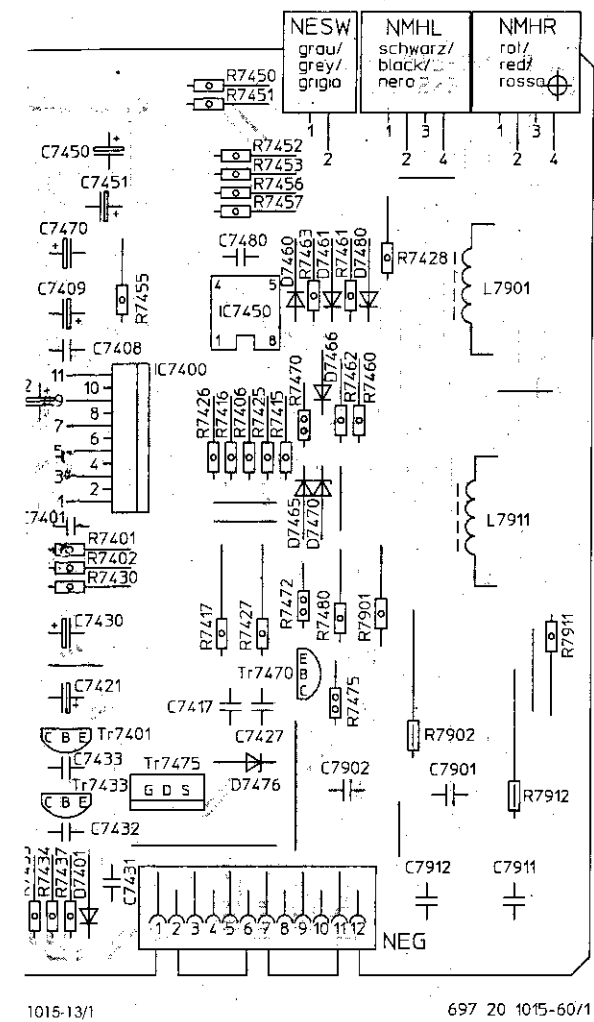 NESW
grau/
grey/
grigio
NMHL
schwarz/
black/
nero
NMHR
rot/
red/
rosso
1
2
1
3
2
4
1
3
2
4
R7450
R7451
C7450
R7452
R7453
R7456
R7457
C7451
C7470
C7480
D7460
R7463
D7461
R7461
D7480
R7428
L7901
C7409
R7455
4
5
IC7450
1
8
C7408
IC7400
11
10
9
8
7
6
5
4
3
2
1
2
R7426
R7416
R7406
R7425
R7415
R7470
D7466
R7462
R7460
D7465
D7470
L7911
C7401
R7401
R7402
R7430
C7430
R7417
R7427
R7472
R7480
R7901
R7911
Tr7470
E
B
C
R7475
C7421
C7417
C7427
Tr7401
C B E
C7433
Tr7433
C B E
C7432
Tr7475
G D S
D7476
C7902
R7902
C7901
R7912
R7434
R7437
D7401
C7431
C7912
C7911
1 2 3 4 5 6 7 8 9 10 11 12
NEG
1015-13/1
697 20 1015-60/1